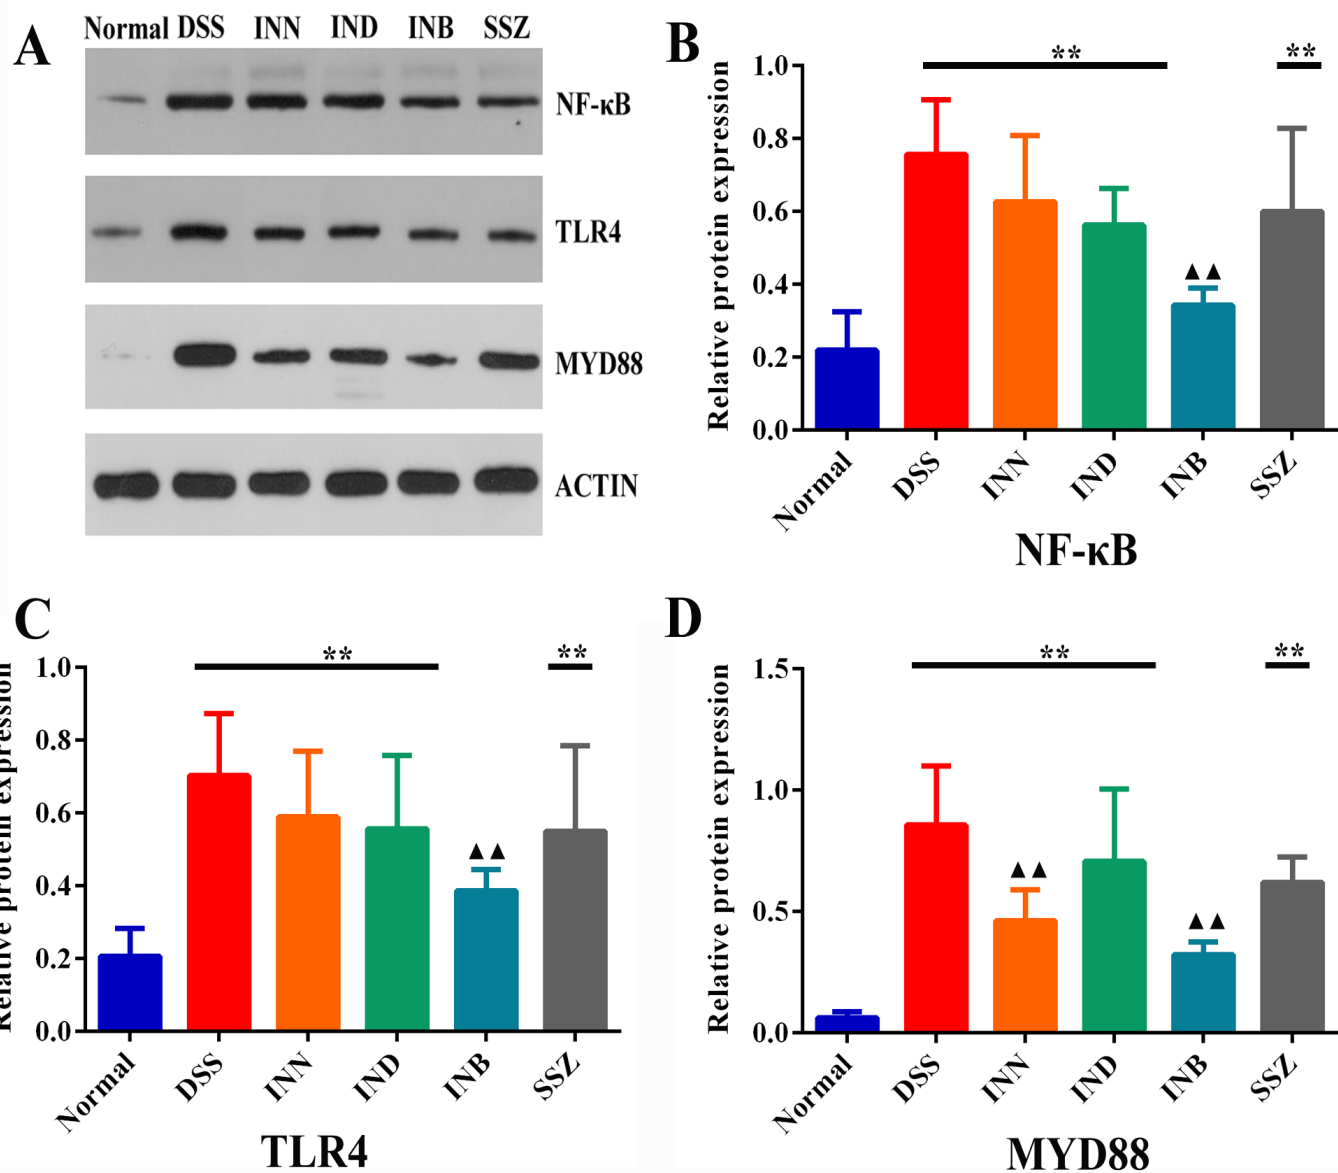 A
Normal DSS INN IND INB SSZ
NF-κB
TLR4
MYD88
ACTIN
B
** **
Relative protein expression
1.0
0.8
0.6
0.4
0.2
0.0
▲▲
Normal DSS INN IND INB SSZ
NF-κB
C
** **
Relative protein expression
1.0
0.8
0.6
0.4
0.2
0.0
▲▲
Normal DSS INN IND INB SSZ
TLR4
D
** **
Relative protein expression
1.5
1.0
0.5
0.0
▲▲
▲▲
Normal DSS INN IND INB SSZ
MYD88